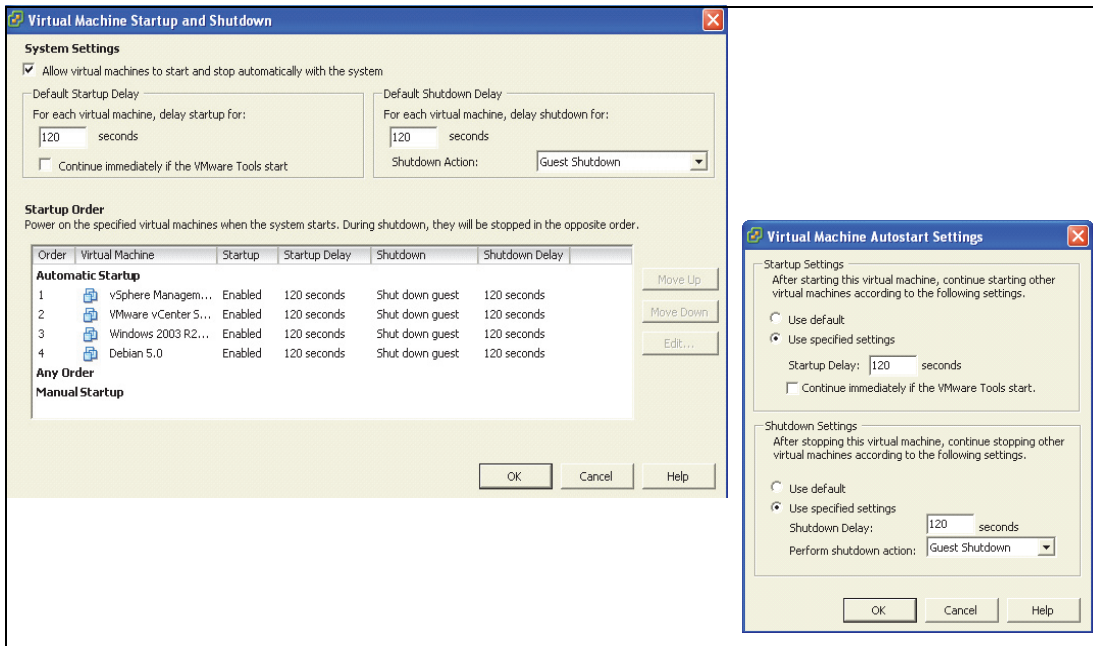 Virtual Machine Startup and Shutdown
System Settings
Allow virtual machines to start and stop automatically with the system
Default Startup Delay
For each virtual machine, delay startup for:
120 seconds
Continue immediately if the VMware Tools start
Default Shutdown Delay
For each virtual machine, delay shutdown for:
120 seconds
Shutdown Action: Guest Shutdown
Startup Order
Power on the specified virtual machines when the system starts. During shutdown, they will be stopped in the opposite order.
Order Virtual Machine Startup Startup Delay Shutdown Shutdown Delay
Automatic Startup
1 vSphere Managem... Enabled 120 seconds Shut down guest 120 seconds
2 VMware vCenter S... Enabled 120 seconds Shut down guest 120 seconds
3 Windows 2003 R2... Enabled 120 seconds Shut down guest 120 seconds
4 Debian 5.0 Enabled 120 seconds Shut down guest 120 seconds
Any Order
Manual Startup
Move Up
Move Down
Edit...
OK Cancel Help
Virtual Machine Autostart Settings
Startup Settings
After starting this virtual machine, continue starting other
virtual machines according to the following settings.
Use default
Use specified settings
Startup Delay: 120 seconds
Continue immediately if the VMware Tools start.
Shutdown Settings
After stopping this virtual machine, continue stopping other
virtual machines according to the following settings.
Use default
Use specified settings
Shutdown Delay: 120 seconds
Perform shutdown action: Guest Shutdown
OK Cancel Help